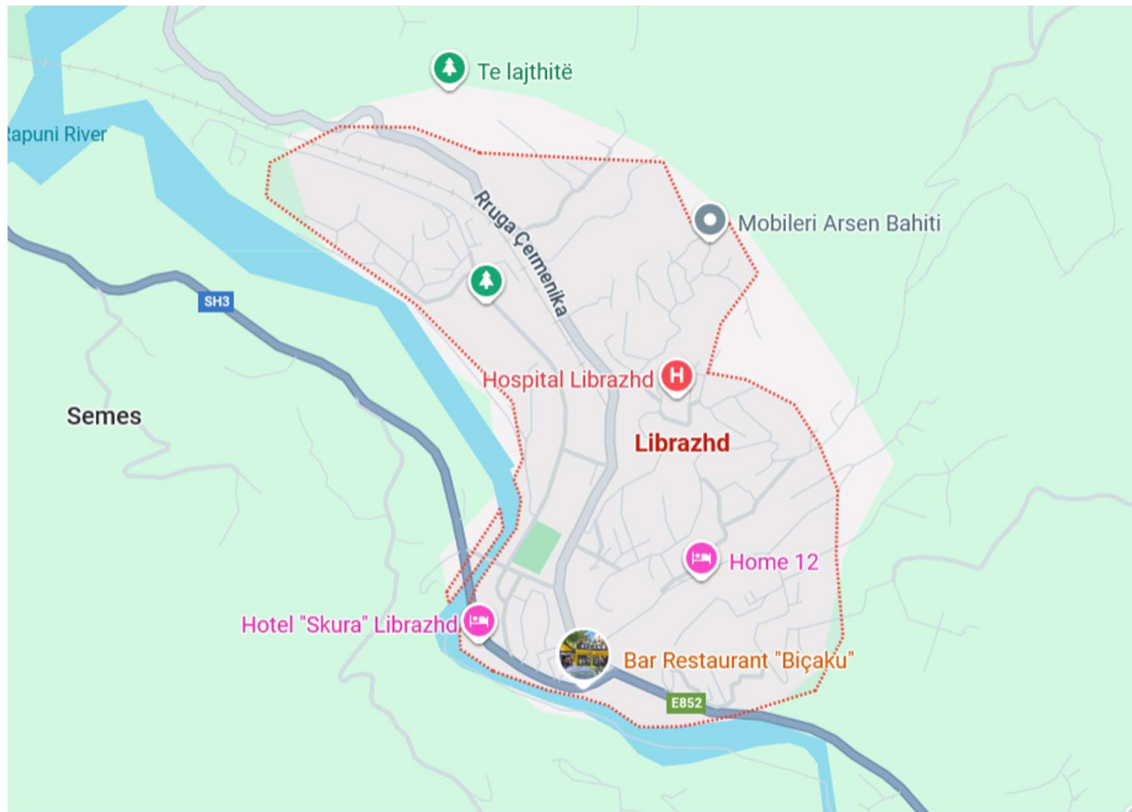 Te lajthitë
Rapuni River
Rruga Çermenika
Mobileri Arsen Bahiti
SH3
Hospital Librazhd
H
Semes
Librazhd
Home 12
Hotel "Skura" Librazhd
Bar Restaurant "Biçaku"
E852